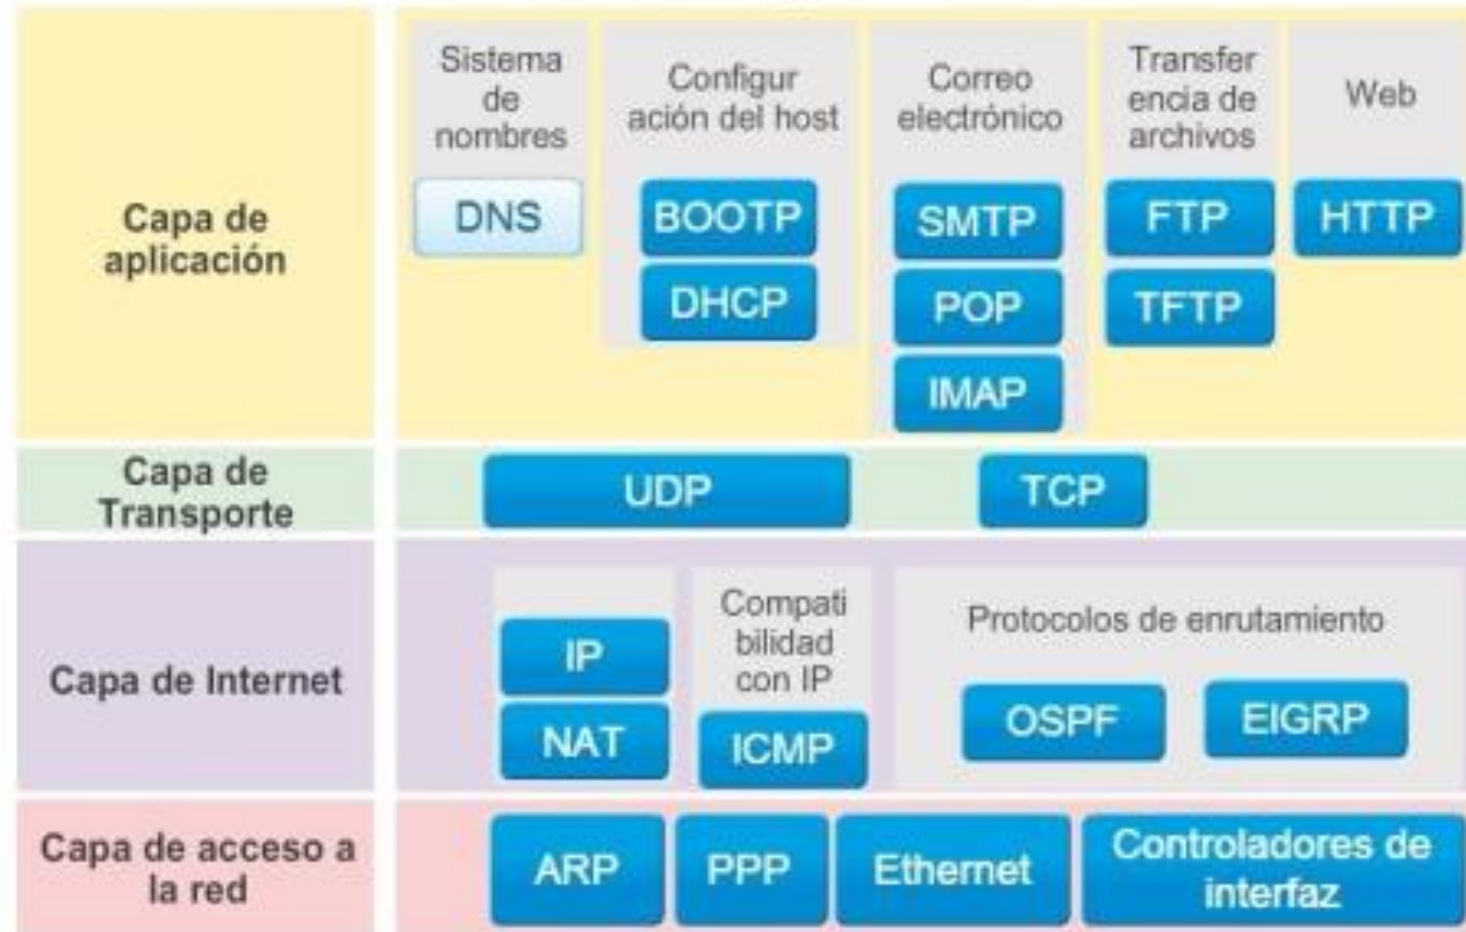 Capa de
aplicación
Sistema
de
nombres
DNS
Configur
ación del host
BOOTP
DHCP
Correo
electrónico
SMTP
POP
IMAP
Transfer
encia de
archivos
FTP
TFTP
Web
HTTP
Capa de
Transporte
UDP
TCP
Capa de Internet
IP
NAT
Compati
bilidad
con IP
ICMP
Protocolos de enrutamiento
OSPF
EIGRP
Capa de acceso a
la red
ARP
PPP
Ethernet
Controladores de
interfaz